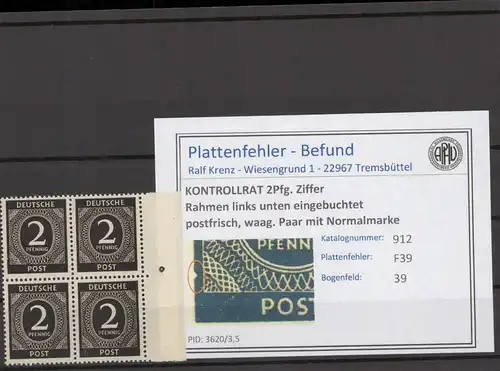 Plattenfehler - Befund
Ralf Krenz - Wiesengrund 1 - 22967 Tremsbüttel
KONTROLLRAT 2Pfg. Ziffer
Rahmen links unten eingebuchtet
postfrisch, waag. Paar mit Normalmarke
Katalognummer: 912
Plattenfehler: F39
Bogenfeld: 39
PFENN
POST
PID: 3620/3,5
DEUTSCHE
2
PFENNIG
POST
DEUTSCHE
2
PFENNIG
POST
DEUTSCHE
2
PFENNIG
POST
DEUTSCHE
2
PFENNIG
POST